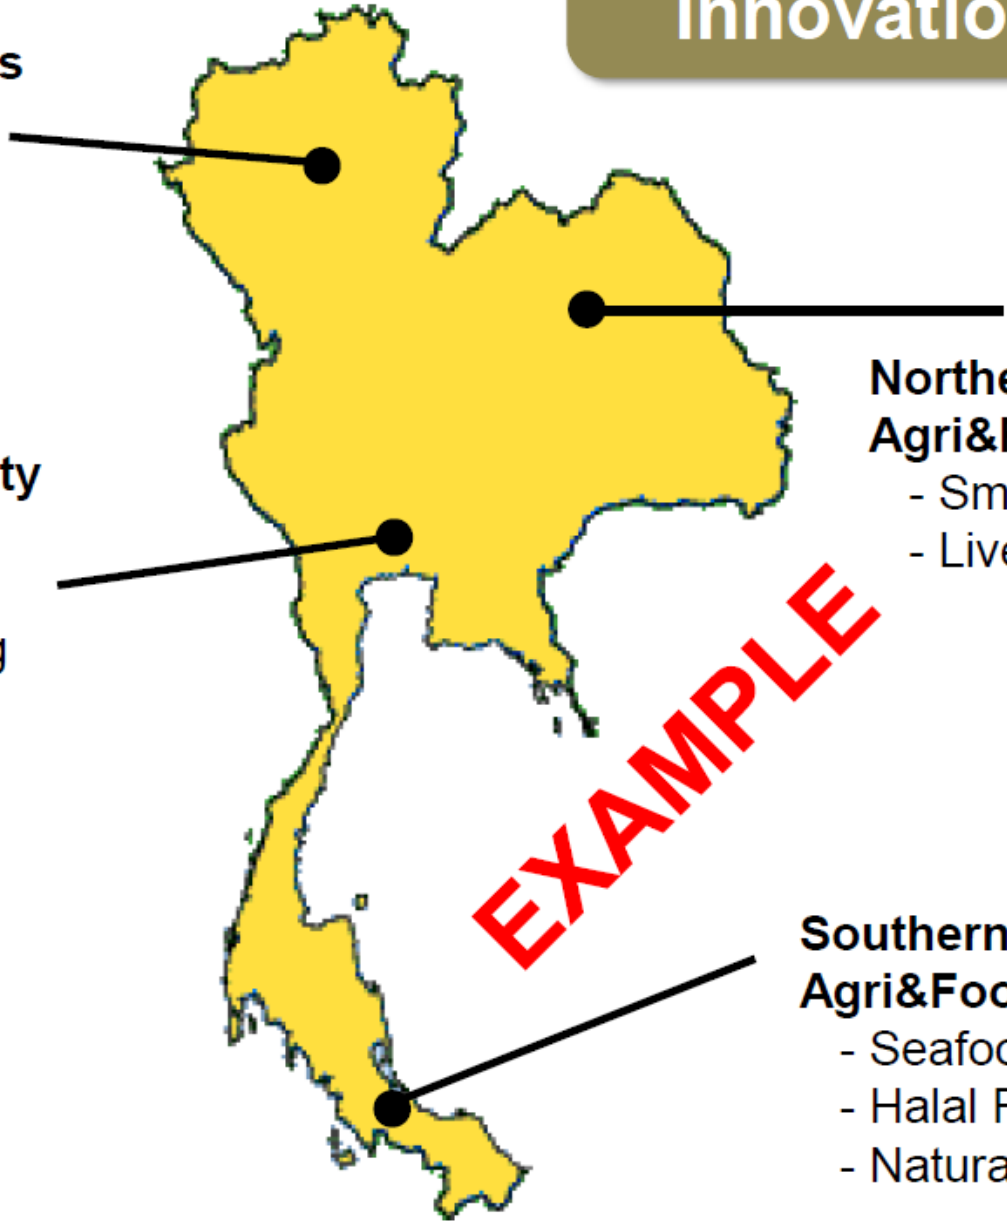 Innovatio
s
ty
g
Northe
Agri&
- Sm
- Live
EXAMPLE
Southern
Agri&Foo
- Seafoo
- Halal P
- Natura